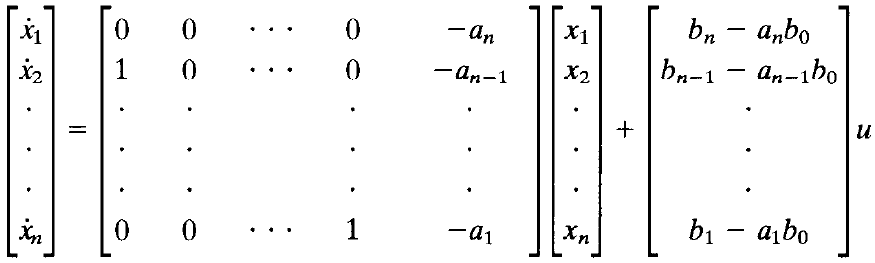 ẋ₁ 0 0 · · · 0 −aₙ x₁ bₙ − aₙb₀
ẋ₂ 1 0 · · · 0 −aₙ₋₁ x₂ bₙ₋₁ − aₙ₋₁b₀
· · · · · · ·
· = · · · · · + · u
· · · · · · ·
ẋₙ 0 0 · · · 1 −a₁ xₙ b₁ − a₁b₀